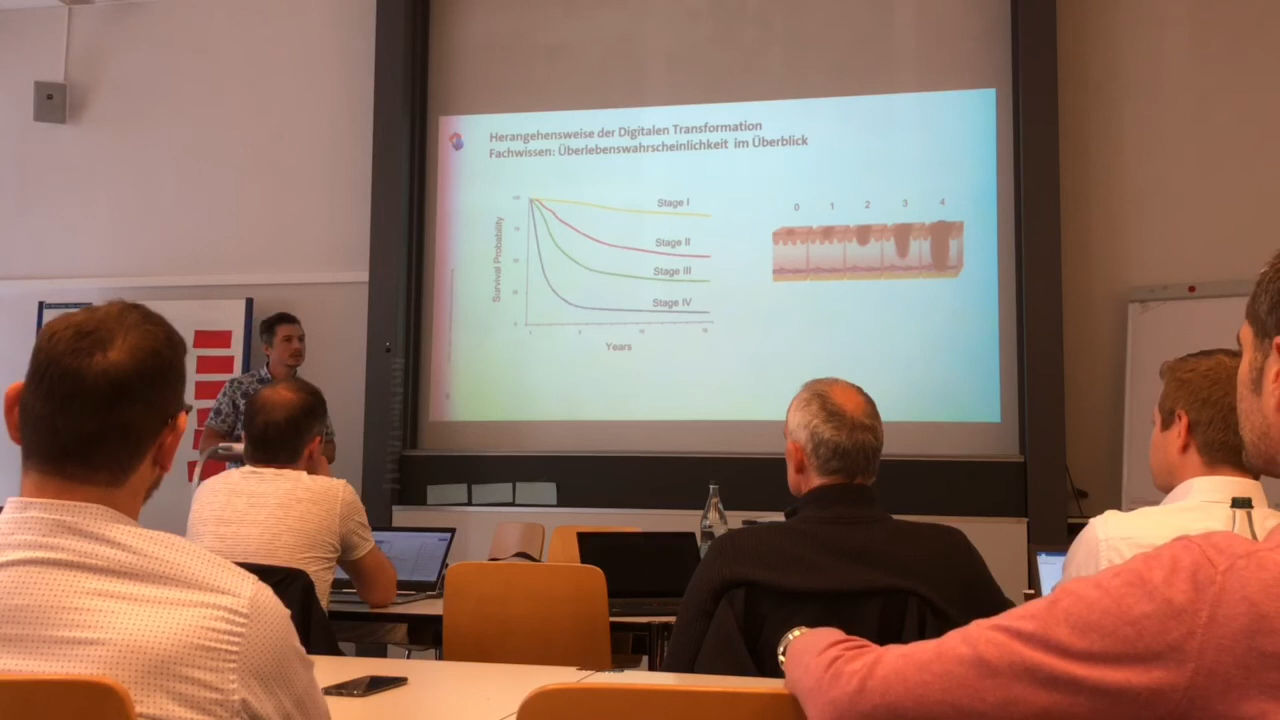 Herangehensweise der Digitalen Transformation
Fachwissen: Überlebenswahrscheinlichkeit im Überblick
Survival Probability
100
Stage I
Stage II
Stage III
Stage IV
Years
0 1 2 3 4